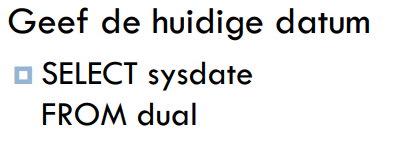 Geef de huidige datum
SELECT sysdate
FROM dual